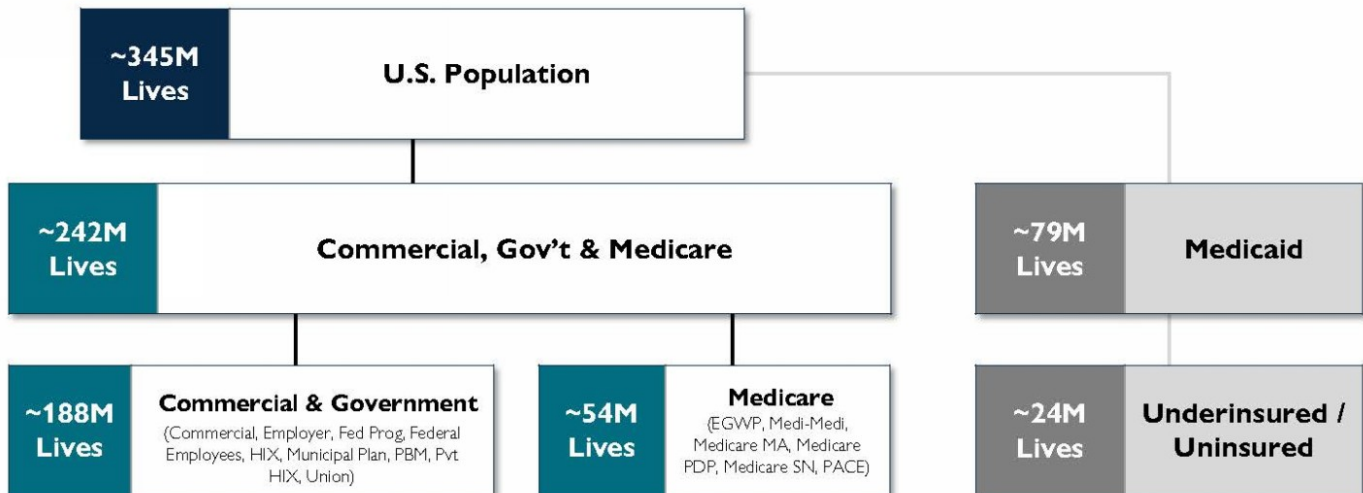 ~345M
Lives
U.S. Population
~242M
Lives
Commercial, Gov't & Medicare
~79M
Lives
Medicaid
~188M
Lives
Commercial & Government
(Commercial, Employer, Fed Prog, Federal
Employees, HIX, Municipal Plan, PBM, Pvt
HIX, Union)
~54M
Lives
Medicare
(EGWP, Medi-Medi,
Medicare MA, Medicare
PDP, Medicare SN, PACE)
~24M
Lives
Underinsured /
Uninsured